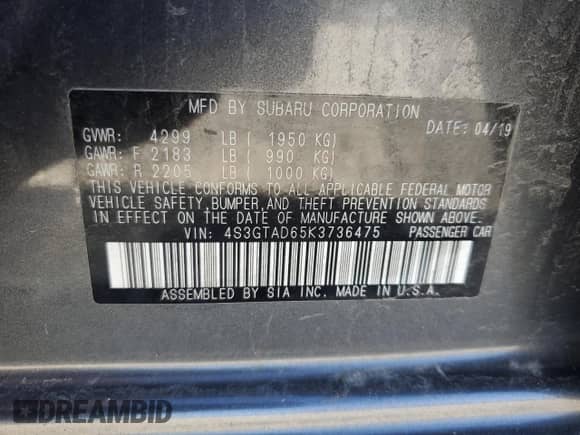 MFD BY SUBARU CORPORATION
DATE: 04/19
GVWR: 4299 LB ( 1950 KG)
GAWR: F 2183 LB ( 990 KG)
GAWR: R 2205 LB ( 1000 KG)
THIS VEHICLE CONFORMS TO ALL APPLICABLE FEDERAL MOTOR
VEHICLE SAFETY, BUMPER, AND THEFT PREVENTION STANDARDS
IN EFFECT ON THE DATE OF MANUFACTURE SHOWN ABOVE.
VIN: 4S3GTAD65K3736475 PASSENGER CAR
ASSEMBLED BY SIA INC. MADE IN U.S.A.
DREAMBID